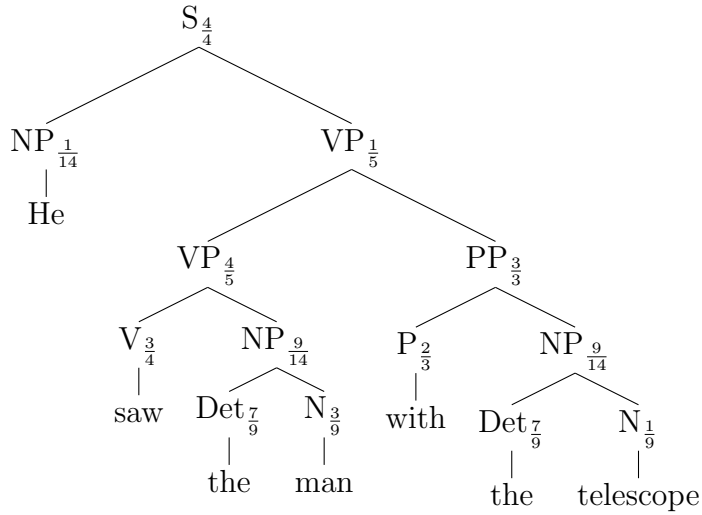 S 4/4
NP 1/14 VP 1/5
He
VP 4/5 PP 3/3
V 3/4 NP 9/14 P 2/3 NP 9/14
saw Det 7/9 N 3/9 with Det 7/9 N 1/9
the man the telescope